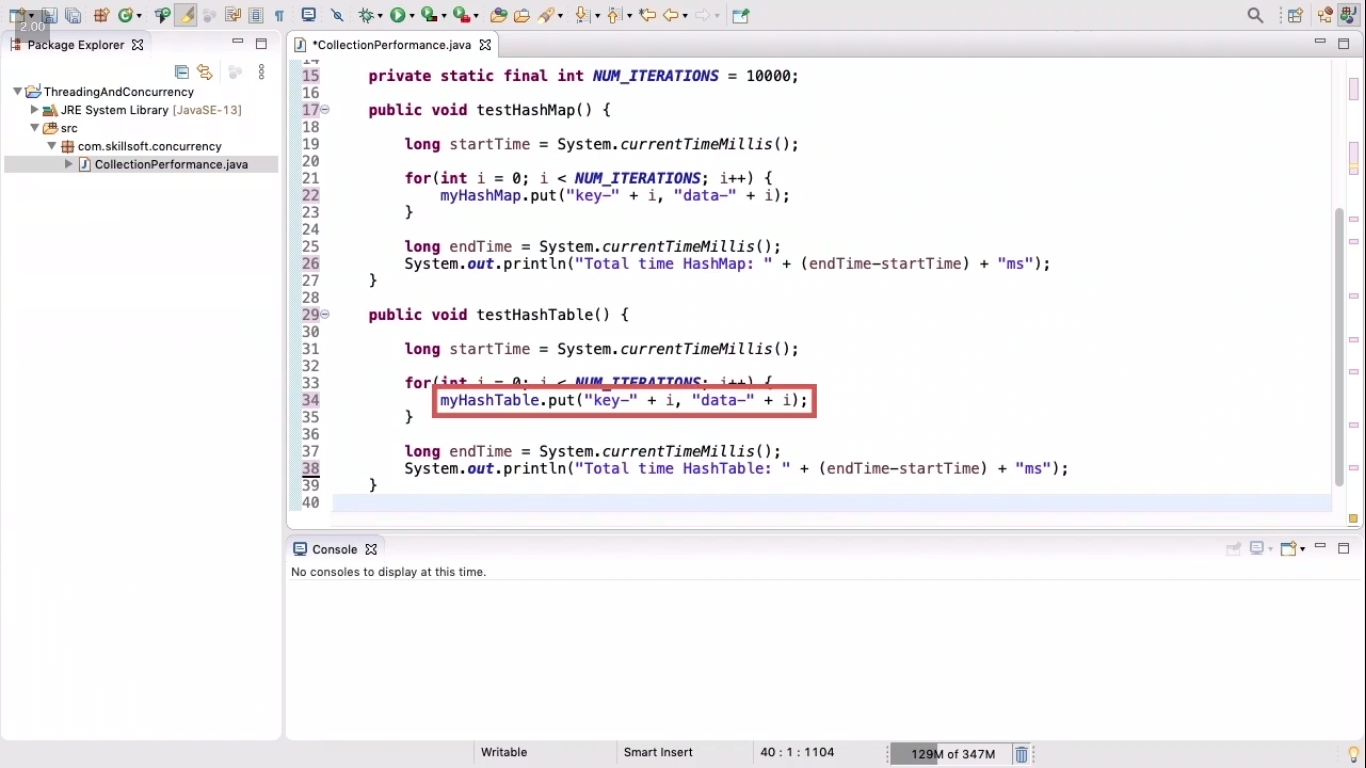 2.00
Package Explorer
ThreadingAndConcurrency
JRE System Library [JavaSE-13]
src
com.skillsoft.concurrency
CollectionPerformance.java
*CollectionPerformance.java
14
15 private static final int NUM_ITERATIONS = 10000;
16
17 public void testHashMap() {
18
19 long startTime = System.currentTimeMillis();
20
21 for(int i = 0; i < NUM_ITERATIONS; i++) {
22 myHashMap.put("key-" + i, "data-" + i);
23 }
24
25 long endTime = System.currentTimeMillis();
26 System.out.println("Total time HashMap: " + (endTime-startTime) + "ms");
27 }
28
29 public void testHashTable() {
30
31 long startTime = System.currentTimeMillis();
32
33 for(int i = 0; i < NUM_ITERATIONS; i++) {
34 myHashTable.put("key-" + i, "data-" + i);
35 }
36
37 long endTime = System.currentTimeMillis();
38 System.out.println("Total time HashTable: " + (endTime-startTime) + "ms");
39 }
40
Console
No consoles to display at this time.
Writable
Smart Insert
40 : 1 : 1104
129M of 347M